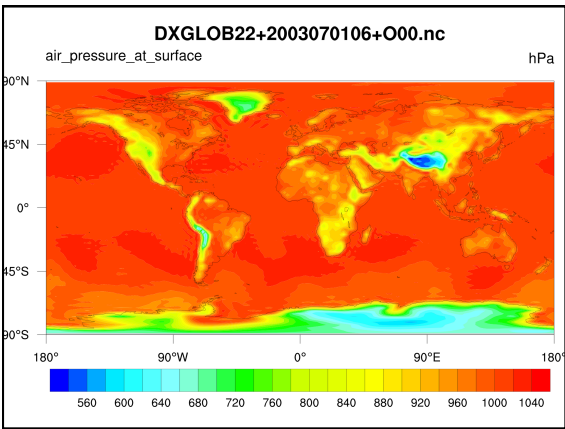 DXGLOB22+2003070106+O00.nc
air_pressure_at_surface hPa
90°N
45°N
0°
45°S
90°S
180° 90°W 0° 90°E 180°
560 600 640 680 720 760 800 840 880 920 960 1000 1040